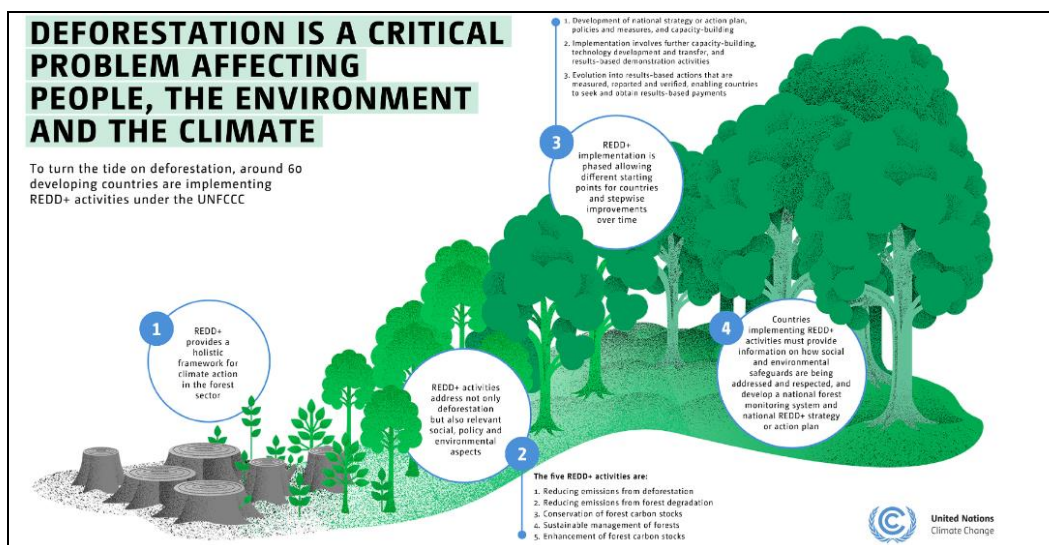 DEFORESTATION IS A CRITICAL
PROBLEM AFFECTING
PEOPLE, THE ENVIRONMENT
AND THE CLIMATE
To turn the tide on deforestation, around 60
developing countries are implementing
REDD+ activities under the UNFCCC
1
REDD+
provides a
holistic
framework for
climate action
in the forest
sector
REDD+ activities
address not only
deforestation
but also relevant
social, policy and
environmental
aspects
2
The five REDD+ activities are:
1. Reducing emissions from deforestation
2. Reducing emissions from forest degradation
3. Conservation of forest carbon stocks
4. Sustainable management of forests
5. Enhancement of forest carbon stocks
1. Development of national strategy or action plan,
policies and measures, and capacity-building
2. Implementation involves further capacity-building,
technology development and transfer, and
results-based demonstration activities
3. Evolution into results-based actions that are
measured, reported and verified, enabling countries
to seek and obtain results-based payments
3
REDD+
implementation is
phased allowing
different starting
points for countries
and stepwise
improvements
over time
4
Countries
implementing REDD+
activities must provide
information on how social
and environmental
safeguards are being
addressed and respected, and
develop a national forest
monitoring system and
national REDD+ strategy
or action plan
United Nations
Climate Change